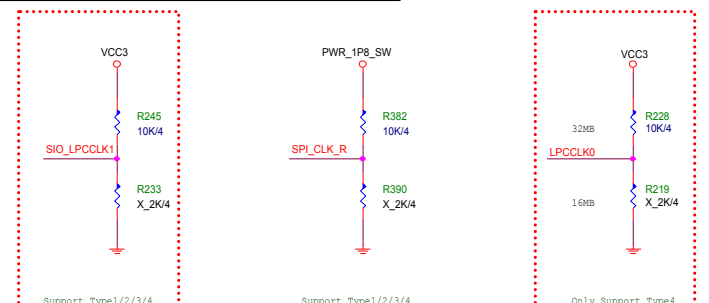 VCC3
R245
10K/4
SIO_LPCCLK1
R233
X_2K/4
Support Type1/2/3/4
PWR_1P8_SW
R382
10K/4
SPI_CLK_R
R390
X_2K/4
Support Type1/2/3/4
VCC3
R228
10K/4
32MB
LPCCLK0
R219
X_2K/4
16MB
Only Support Type4